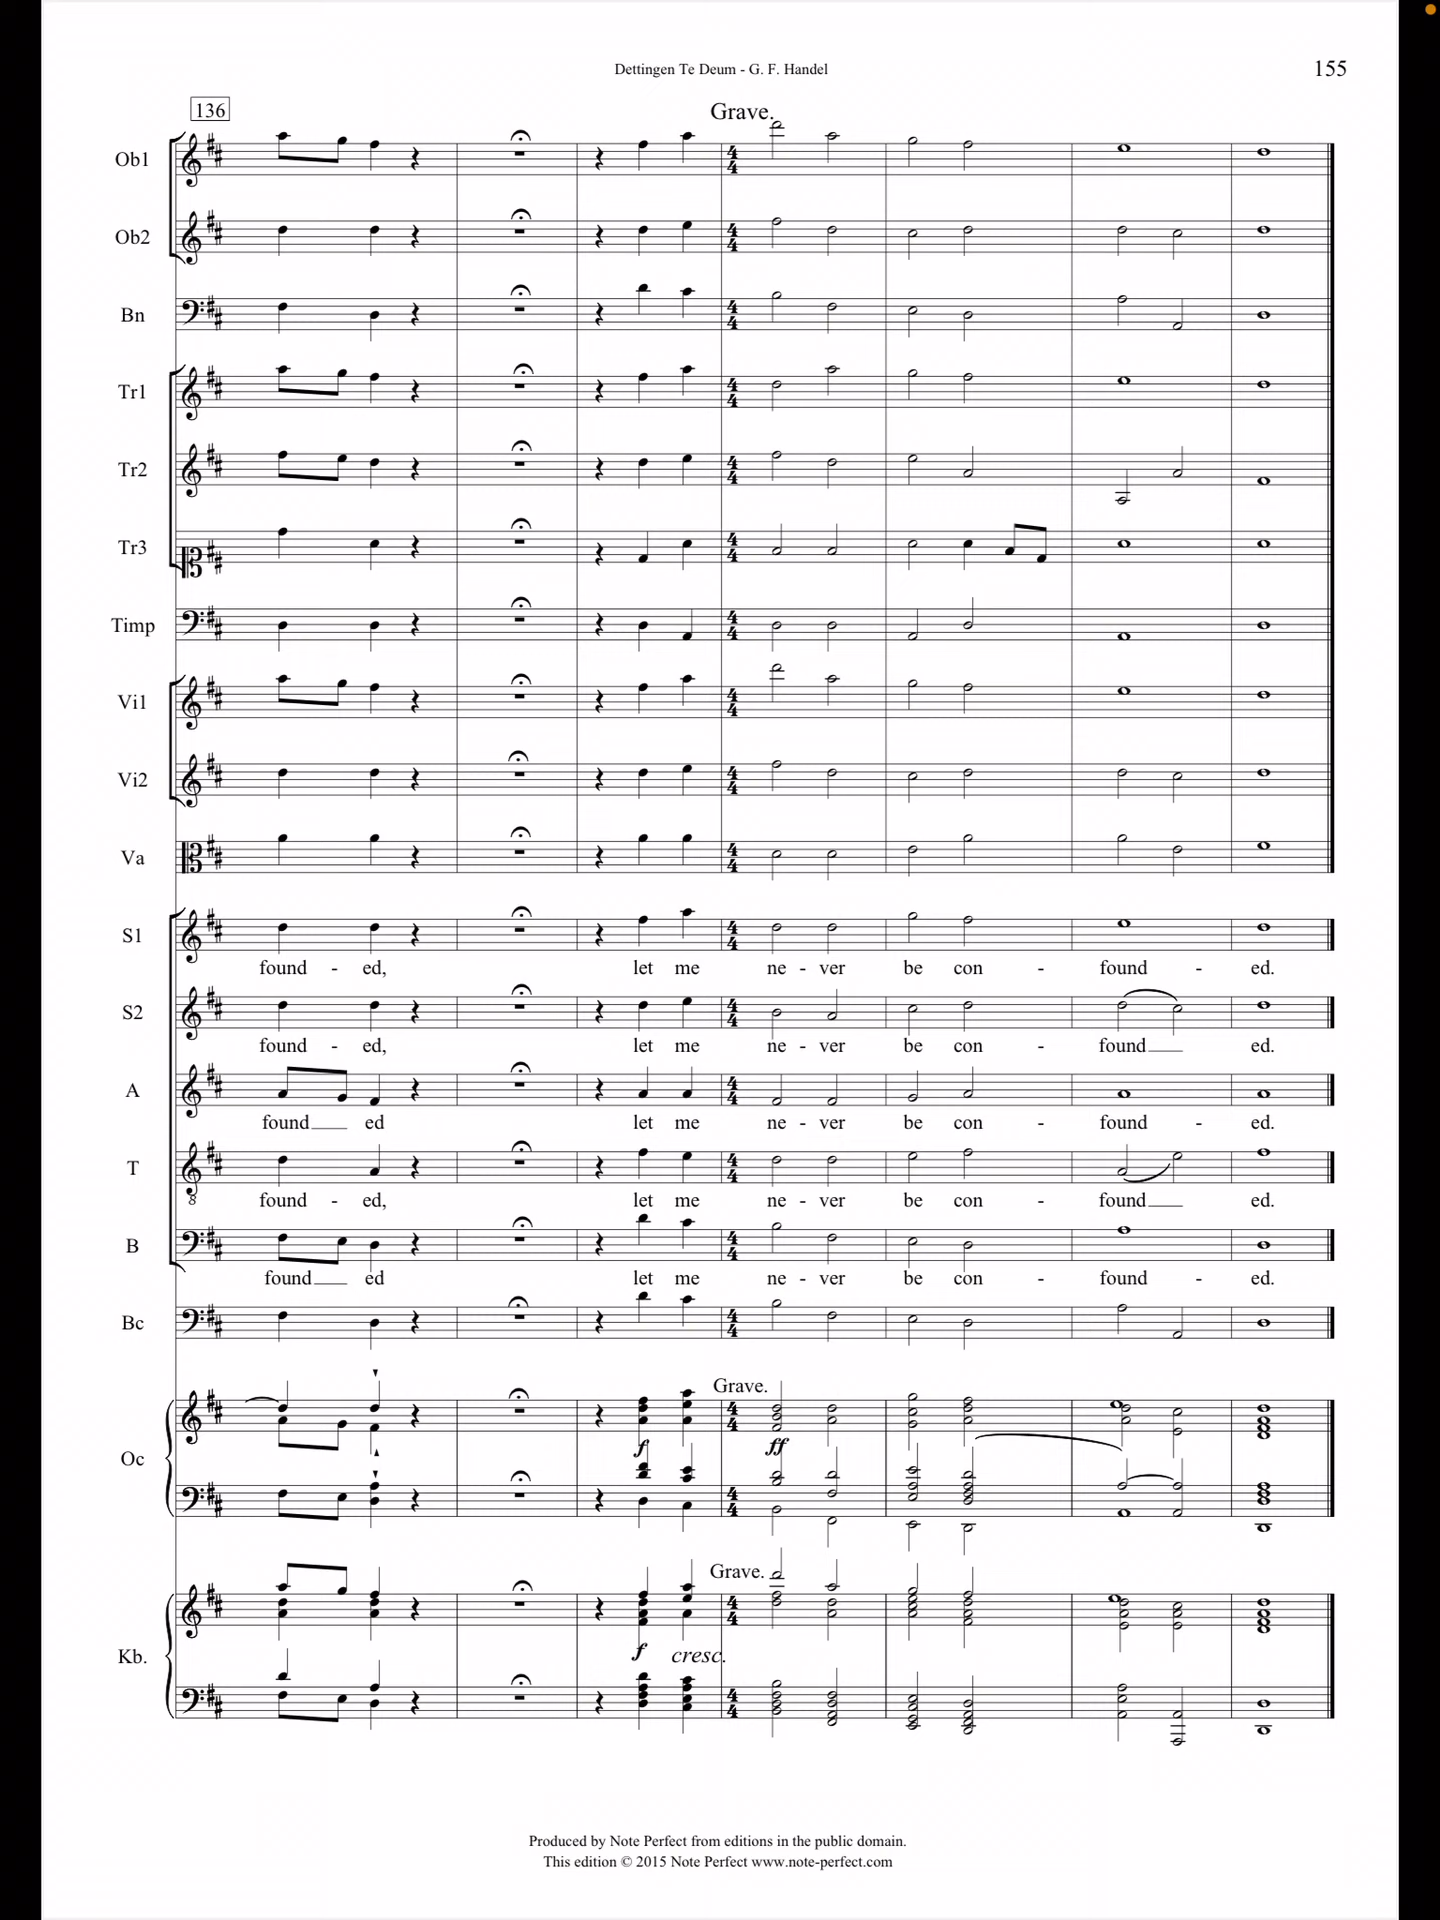 Dettingen Te Deum - G. F. Handel
155
136
Grave.
Ob1
Ob2
Bn
Tr1
Tr2
Tr3
Timp
Vi1
Vi2
Va
S1
found - ed, let me ne - ver be con - found - ed.
S2
found - ed, let me ne - ver be con - found ed.
A
found ed let me ne - ver be con - found - ed.
T
found - ed, let me ne - ver be con - found ed.
B
found ed let me ne - ver be con - found - ed.
Bc
Grave.
Oc
f ff
Grave.
Kb.
f cresc.
Produced by Note Perfect from editions in the public domain.
This edition © 2015 Note Perfect www.note-perfect.com